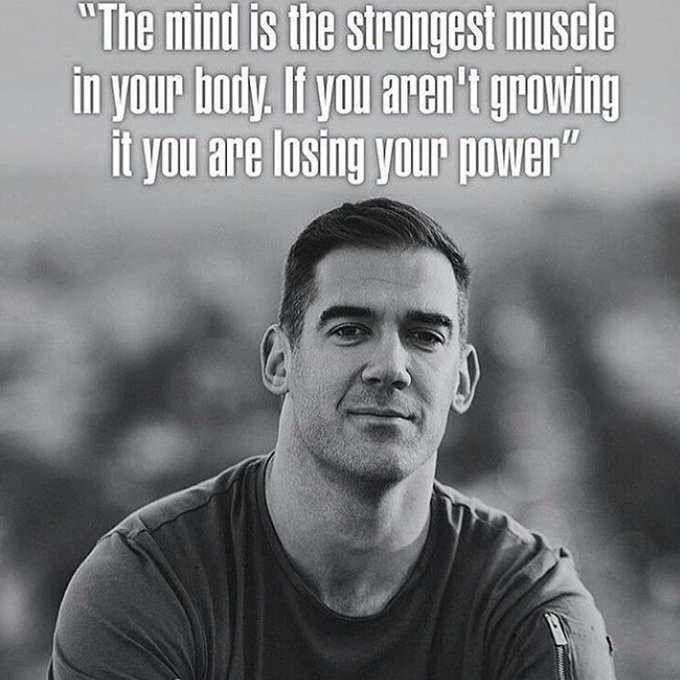 “The mind is the strongest muscle
in your body. If you aren't growing
it you are losing your power”